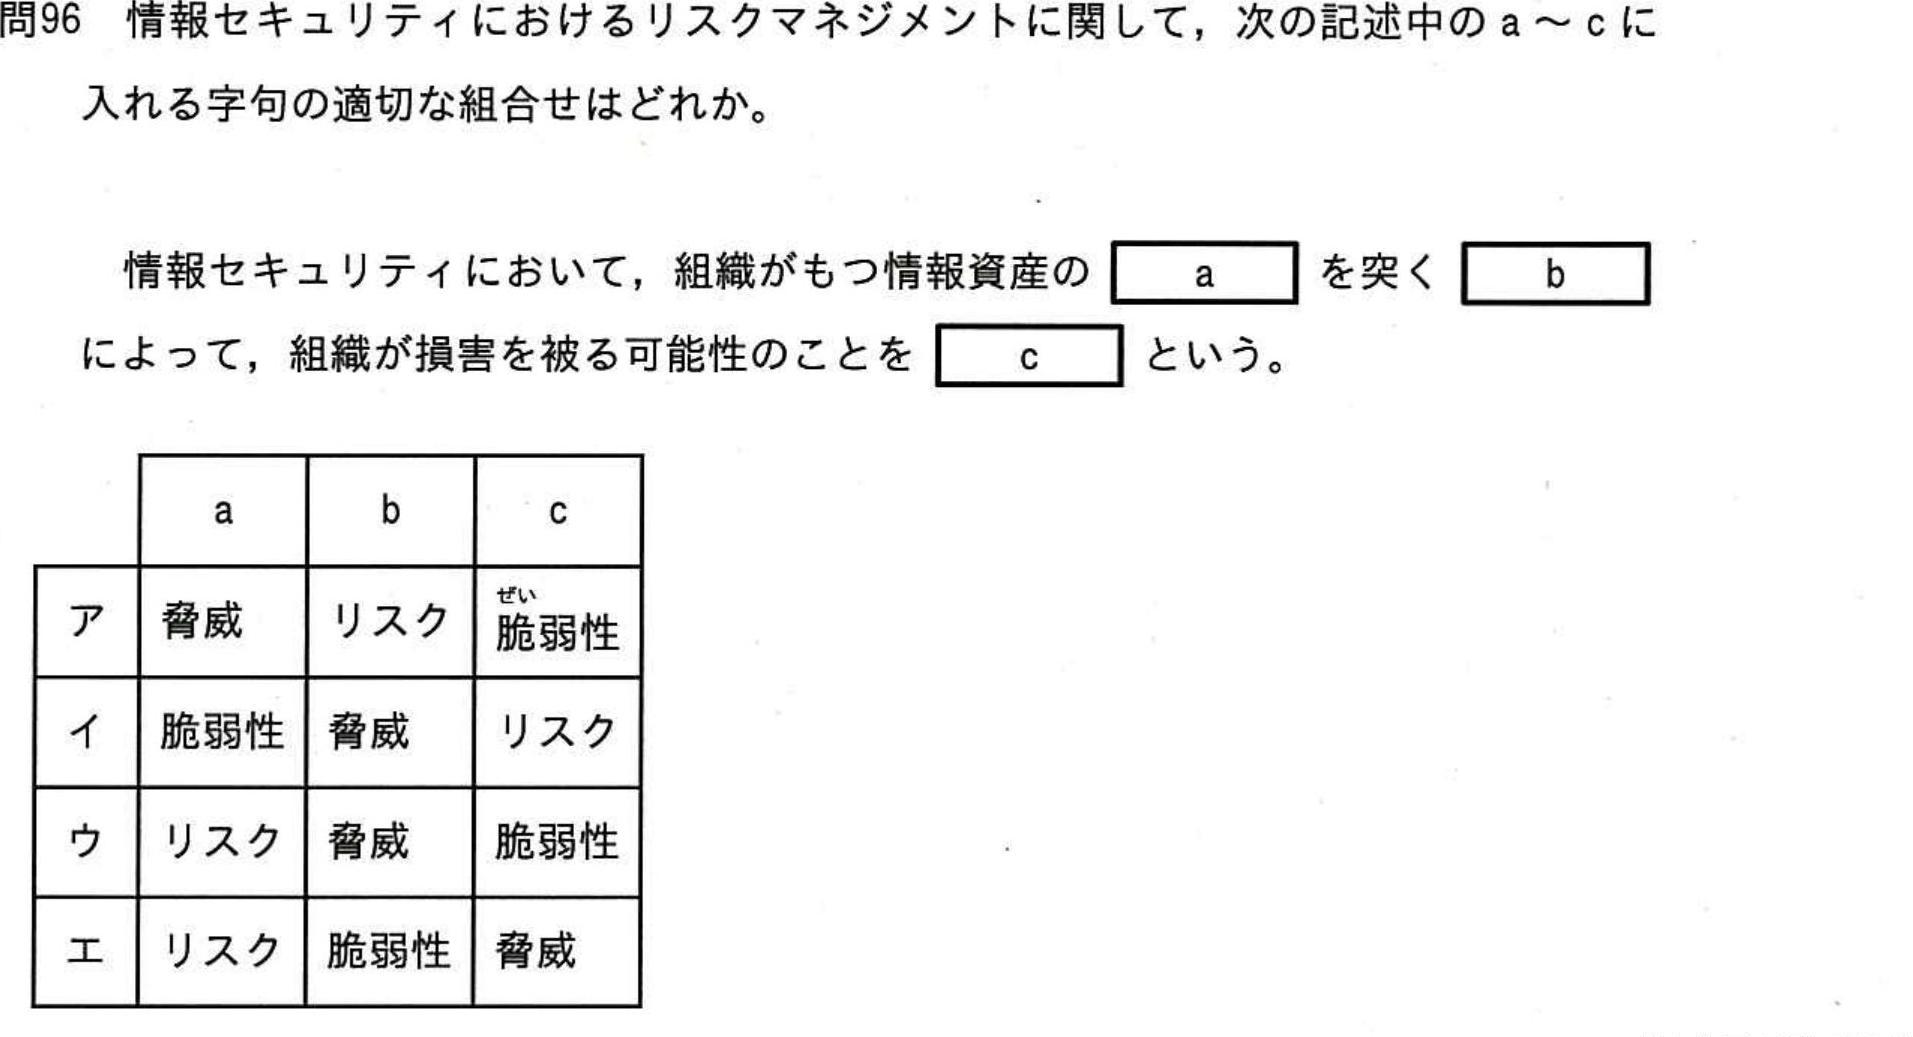 問96 情報セキュリティにおけるリスクマネジメントに関して，次の記述中の a ～ c に
入れる字句の適切な組合せはどれか。
情報セキュリティにおいて，組織がもつ情報資産の a を突く b
によって，組織が損害を被る可能性のことを c という。
a b c
ア 脅威 リスク 脆弱性
ぜい
イ 脆弱性 脅威 リスク
ウ リスク 脅威 脆弱性
エ リスク 脆弱性 脅威